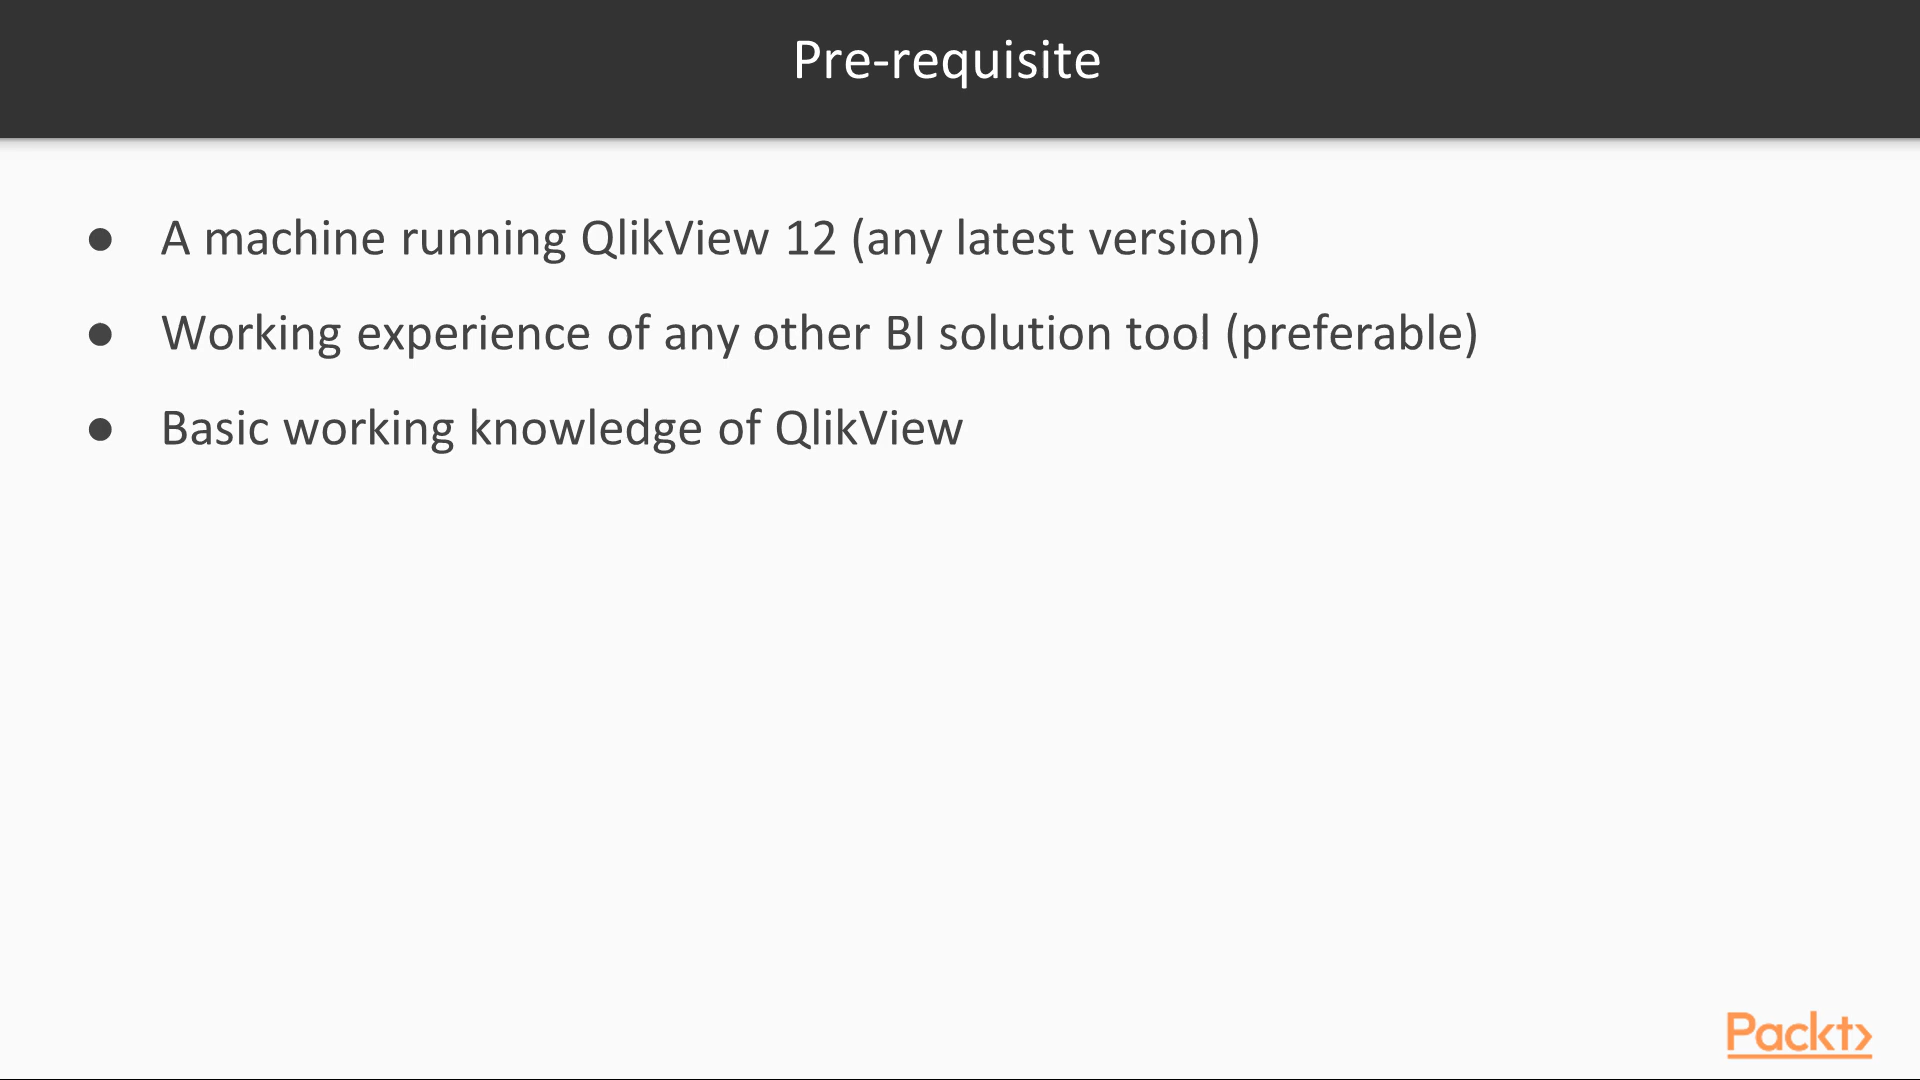 Pre-requisite
● A machine running QlikView 12 (any latest version)
● Working experience of any other BI solution tool (preferable)
● Basic working knowledge of QlikView
Packt>